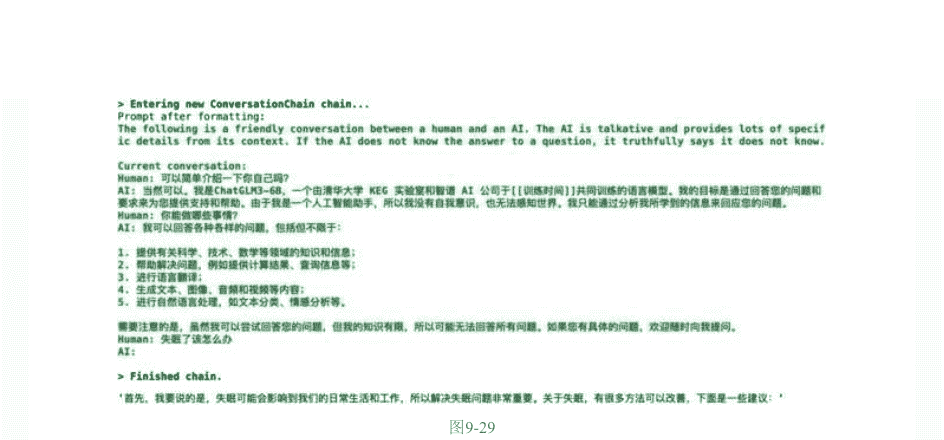 > Entering new ConversationChain chain...
Prompt after formatting:
The following is a friendly conversation between a human and an AI. The AI is talkative and provides lots of specif
ic details from its context. If the AI does not know the answer to a question, it truthfully says it does not know.
Current conversation:
Human: 可以简单介绍一下你自己吗?
AI: 当然可以。我是ChatGLM3-6B，一个由清华大学 KEG 实验室和智谱 AI 公司于[[训练时间]]共同训练的语言模型。我的目标是通过回答您的问题和
要求来为您提供支持和帮助。由于我是一个人工智能助手，所以我没有自我意识，也无法感知世界。我只能通过分析我所学到的信息来回应您的问题。
Human: 你能做哪些事情?
AI: 我可以回答各种各样的问题，包括但不限于:
1. 提供有关科学、技术、数学等领域的知识和信息;
2. 帮助解决问题，例如提供计算结果、查询信息等;
3. 进行语言翻译;
4. 生成文本、图像、音频和视频等内容;
5. 进行自然语言处理，如文本分类、情感分析等。
需要注意的是，虽然我可以尝试回答您的问题，但我的知识有限，所以可能无法回答所有问题。如果您有具体的问题，欢迎随时向我提问。
Human: 失眠了该怎么办
AI:
> Finished chain.
'首先，我要说的是，失眠可能会影响到我们的日常生活和工作，所以解决失眠问题非常重要。关于失眠，有很多方法可以改善，下面是一些建议: '
图9-29